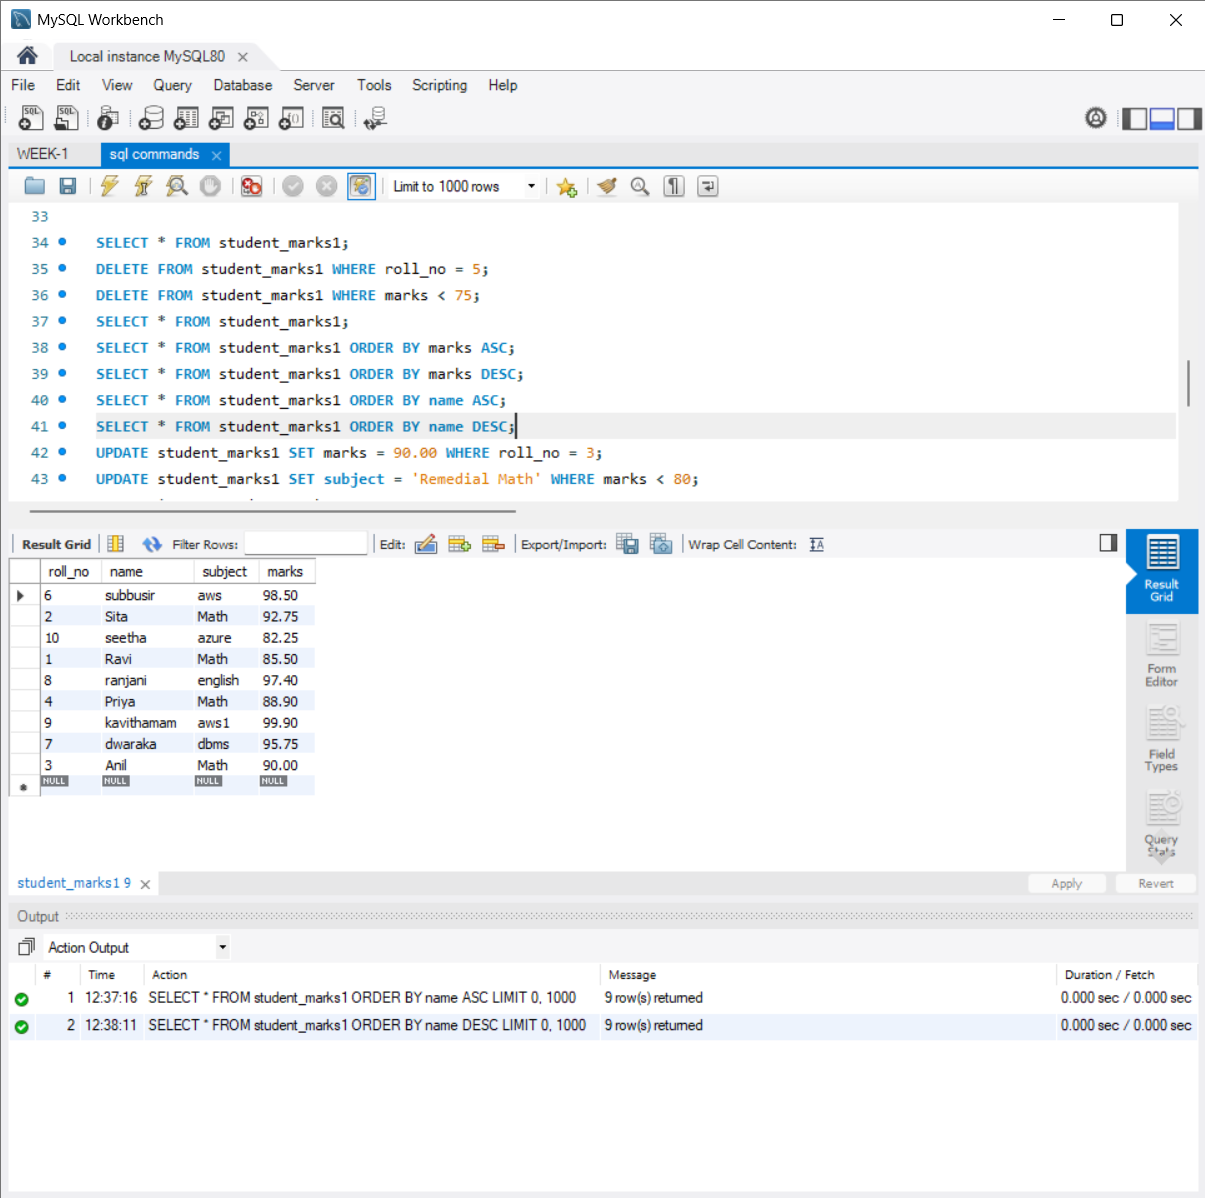 MySQL Workbench
Local instance MySQL80
File Edit View Query Database Server Tools Scripting Help
WEEK-1 sql commands
Limit to 1000 rows
33
34 SELECT * FROM student_marks1;
35 DELETE FROM student_marks1 WHERE roll_no = 5;
36 DELETE FROM student_marks1 WHERE marks < 75;
37 SELECT * FROM student_marks1;
38 SELECT * FROM student_marks1 ORDER BY marks ASC;
39 SELECT * FROM student_marks1 ORDER BY marks DESC;
40 SELECT * FROM student_marks1 ORDER BY name ASC;
41 SELECT * FROM student_marks1 ORDER BY name DESC;
42 UPDATE student_marks1 SET marks = 90.00 WHERE roll_no = 3;
43 UPDATE student_marks1 SET subject = 'Remedial Math' WHERE marks < 80;
Result Grid Filter Rows: Edit: Export/Import: Wrap Cell Content:
roll_no name subject marks
6 subbusir aws 98.50
2 Sita Math 92.75
10 seetha azure 82.25
1 Ravi Math 85.50
8 ranjani english 97.40
4 Priya Math 88.90
9 kavithamam aws1 99.90
7 dwaraka dbms 95.75
3 Anil Math 90.00
NULL NULL NULL NULL
Result
Grid
Form
Editor
Field
Types
Query
Stats
student_marks1 9
Apply Revert
Output
Action Output
# Time Action Message Duration / Fetch
1 12:37:16 SELECT * FROM student_marks1 ORDER BY name ASC LIMIT 0, 1000 9 row(s) returned 0.000 sec / 0.000 sec
2 12:38:11 SELECT * FROM student_marks1 ORDER BY name DESC LIMIT 0, 1000 9 row(s) returned 0.000 sec / 0.000 sec